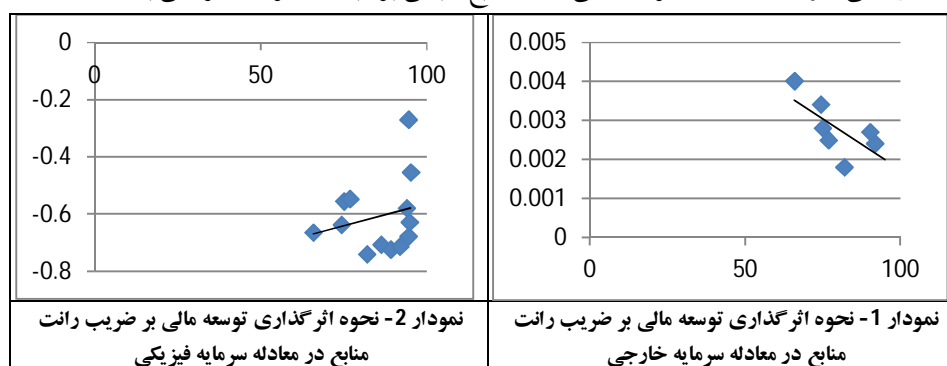 0.005
0.004
0.003
0.002
0.001
0
0 50 100
0
0 50 100
-0.2
-0.4
-0.6
-0.8
نمودار 1- نحوه اثرگذاری توسعه مالی بر ضریب رانت
منابع در معادله سرمایه خارجی
نمودار 2- نحوه اثرگذاری توسعه مالی بر ضریب رانت
منابع در معادله سرمایه فیزیکی